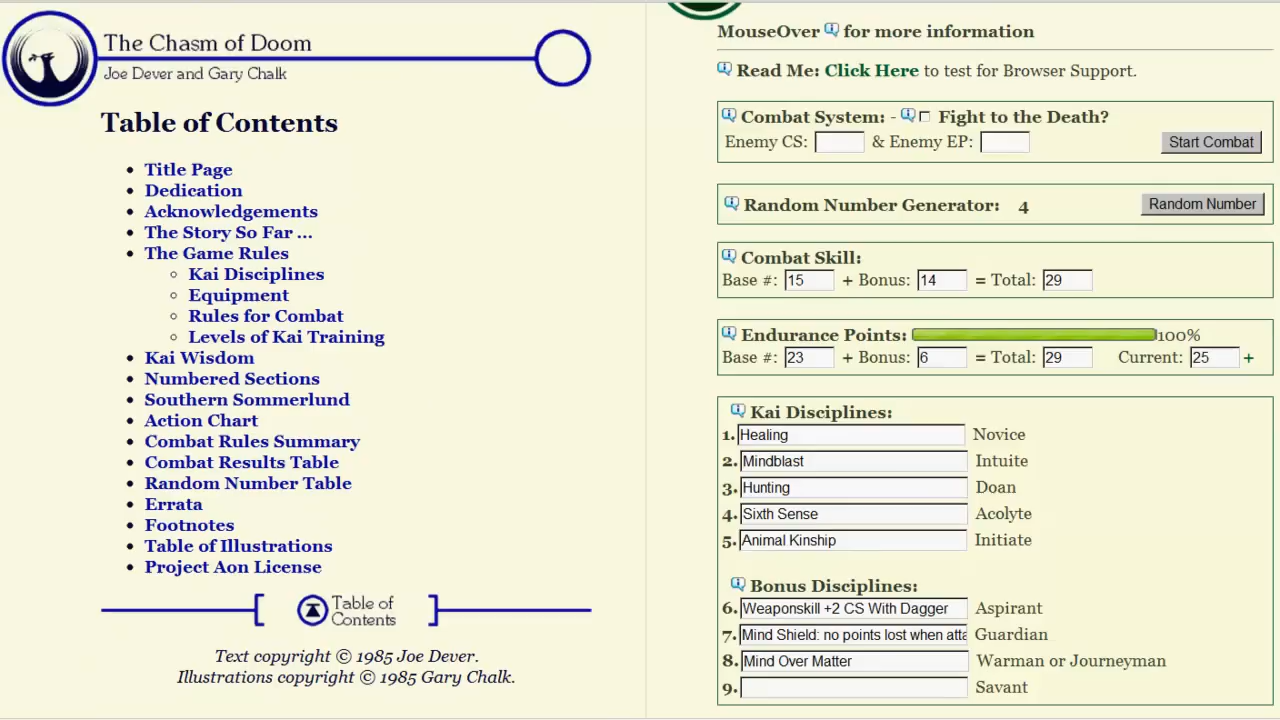 The Chasm of Doom
Joe Dever and Gary Chalk
Table of Contents
Title Page
Dedication
Acknowledgements
The Story So Far ...
The Game Rules
Kai Disciplines
Equipment
Rules for Combat
Levels of Kai Training
Kai Wisdom
Numbered Sections
Southern Sommerlund
Action Chart
Combat Rules Summary
Combat Results Table
Random Number Table
Errata
Footnotes
Table of Illustrations
Project Aon License
Table of
Contents
Text copyright © 1985 Joe Dever.
Illustrations copyright © 1985 Gary Chalk.
MouseOver for more information
Read Me: Click Here to test for Browser Support.
Combat System: - Fight to the Death?
Enemy CS: & Enemy EP: Start Combat
Random Number Generator: 4 Random Number
Combat Skill:
Base #: 15 + Bonus: 14 = Total: 29
Endurance Points: 100%
Base #: 23 + Bonus: 6 = Total: 29 Current: 25 +
Kai Disciplines:
1. Healing Novice
2. Mindblast Intuite
3. Hunting Doan
4. Sixth Sense Acolyte
5. Animal Kinship Initiate
Bonus Disciplines:
6. Weaponskill +2 CS With Dagger Aspirant
7. Mind Shield: no points lost when atta Guardian
8. Mind Over Matter Warman or Journeyman
9. Savant